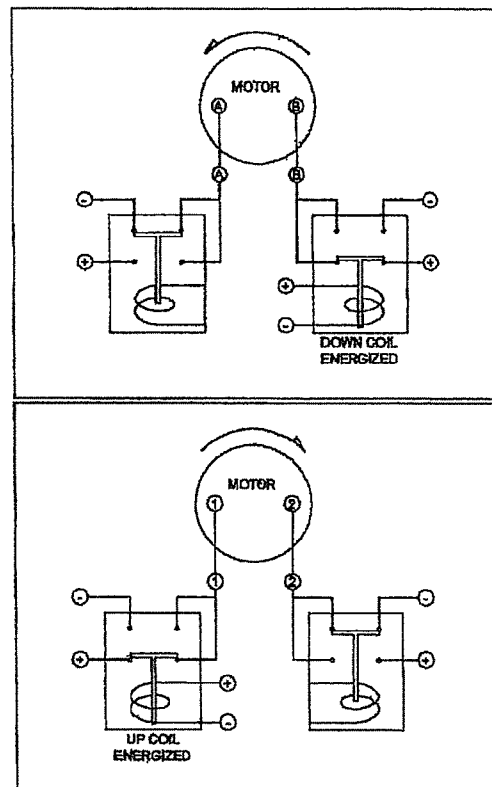 MOTOR
A B
A B
- -
+ +
+
-
DOWN COIL
ENERGIZED
MOTOR
1 2
1 2
- -
+ +
+
-
UP COIL
ENERGIZED